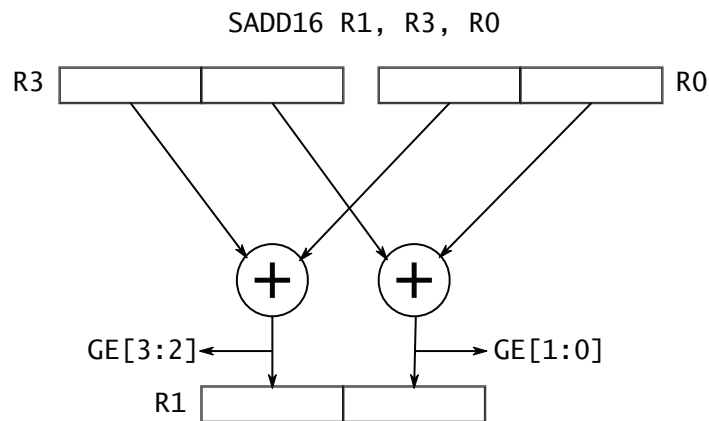 SADD16 R1, R3, R0
R3
R0
+ +
GE[3:2] GE[1:0]
R1